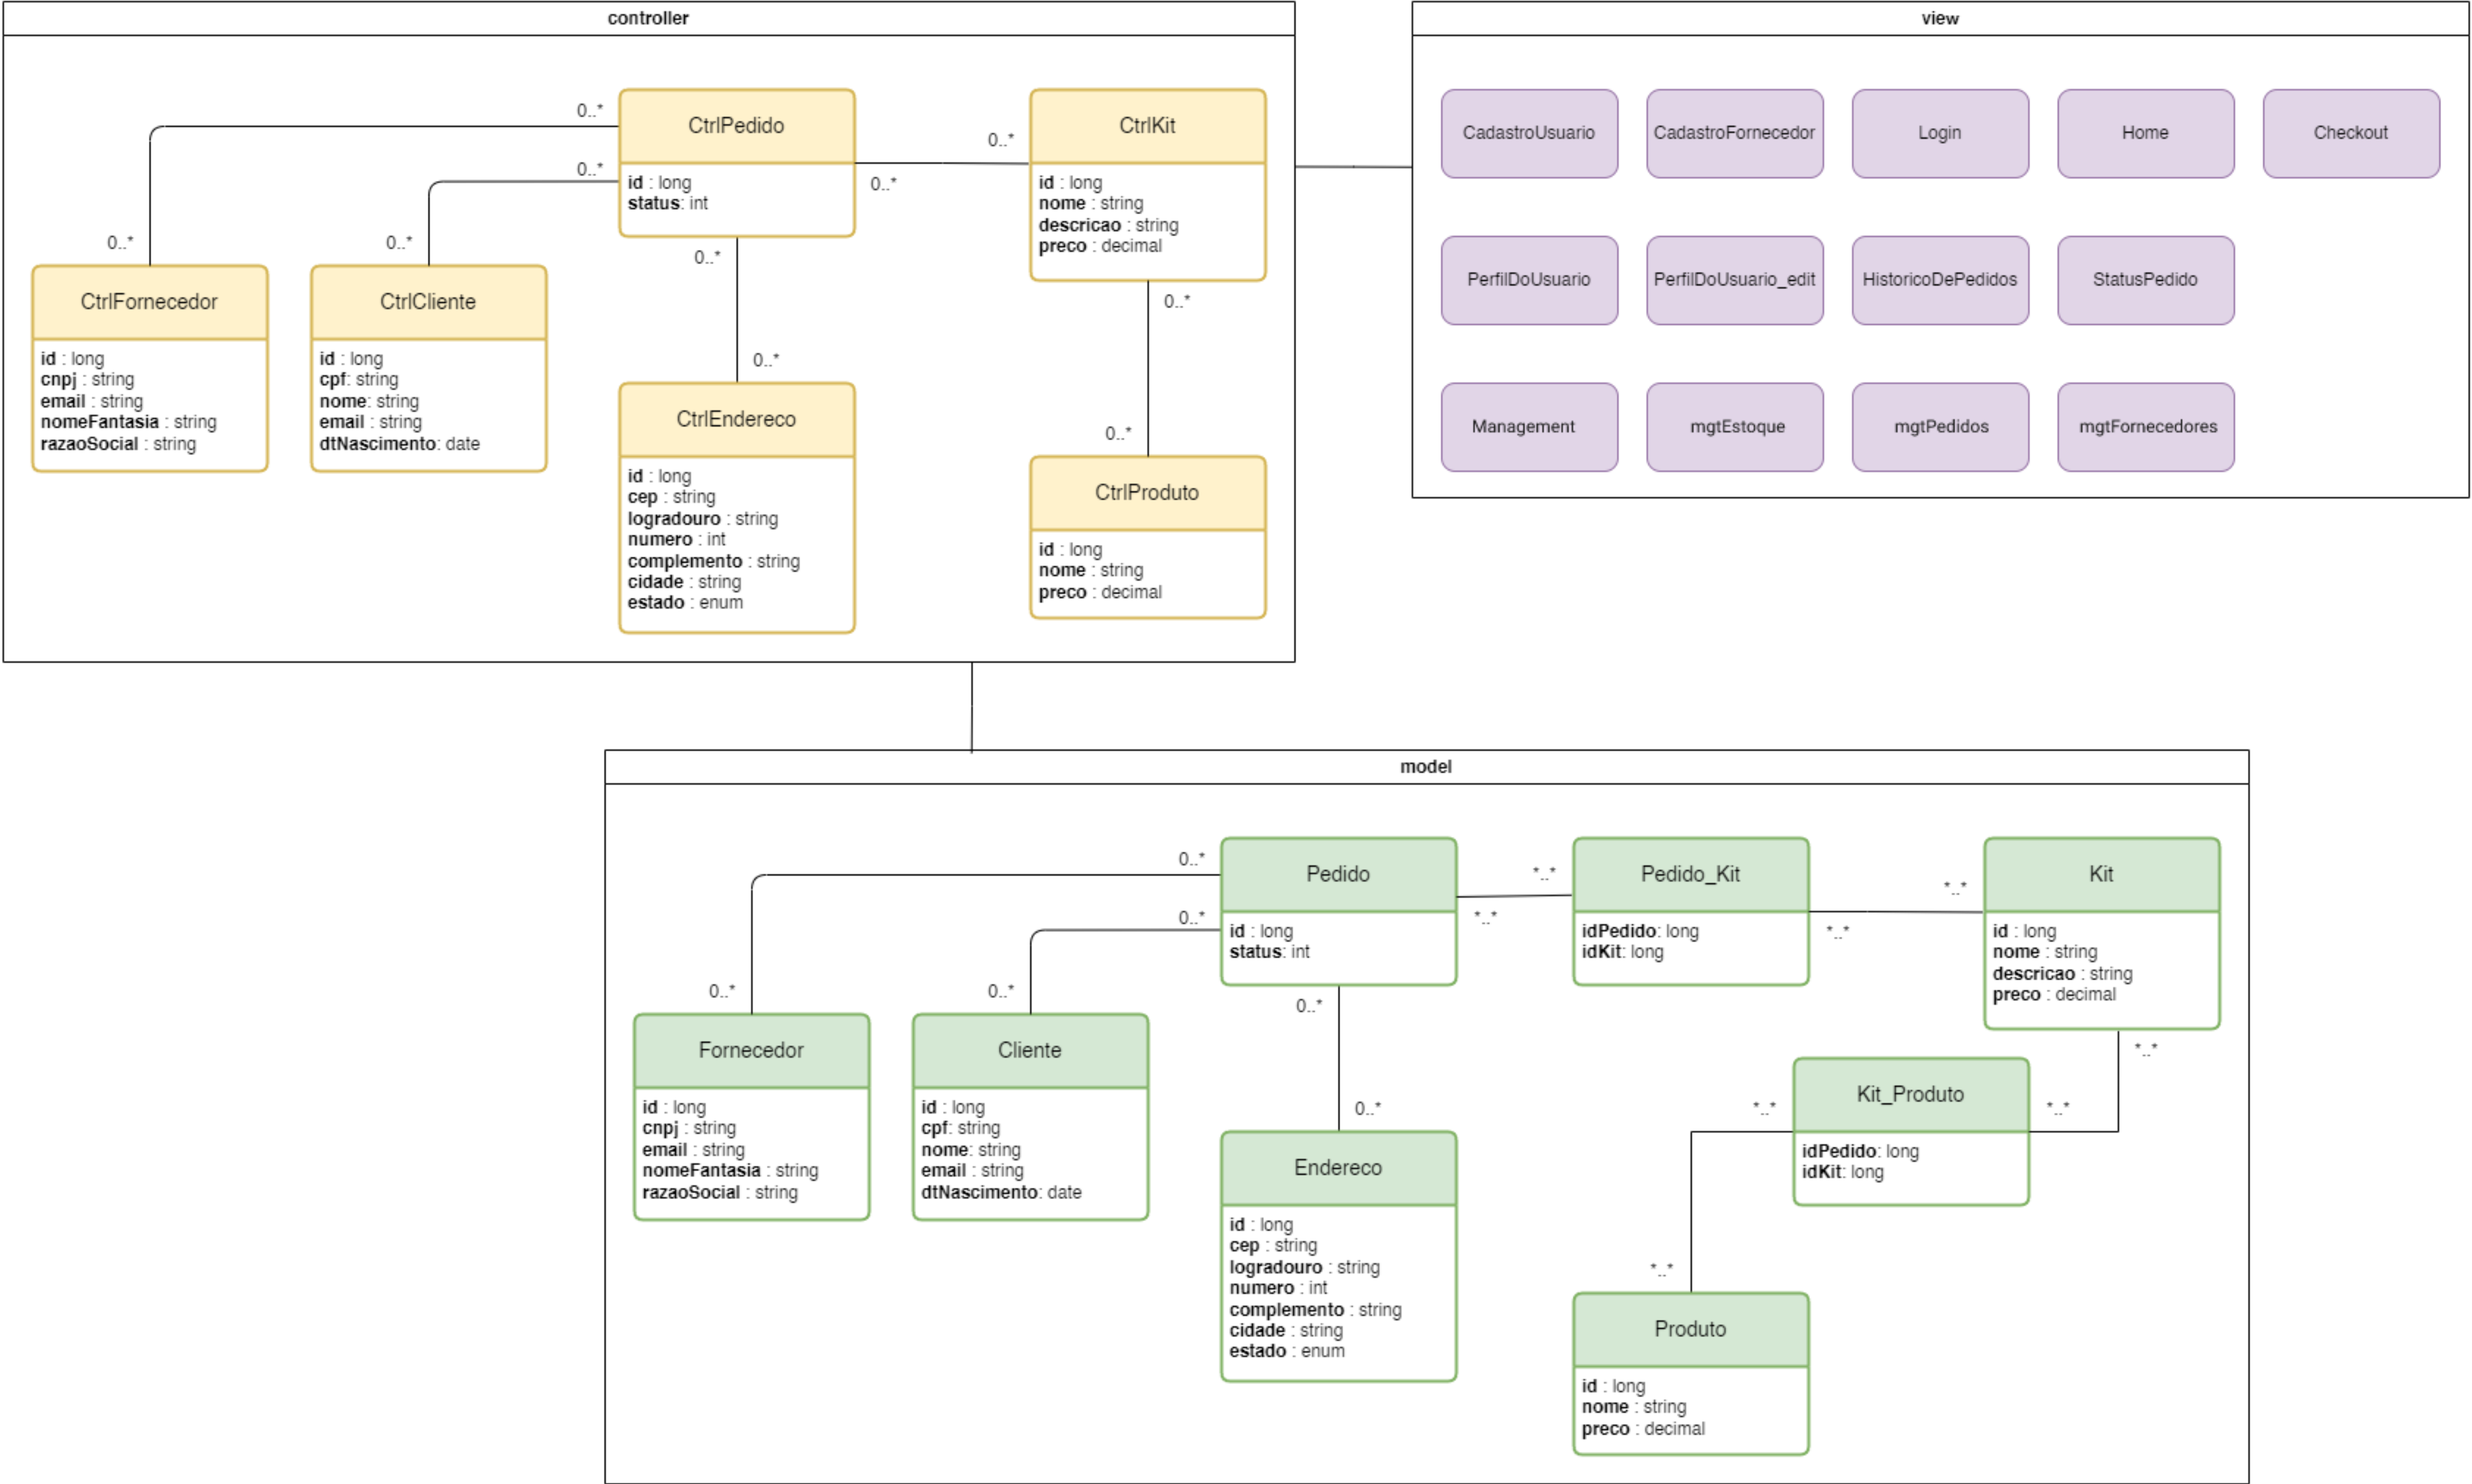 controller
0..*
0..*
0..*
0..*
CtrlPedido
id : long
status: int
0..*
0..*
CtrlKit
id : long
nome : string
descricao : string
preco : decimal
CtrlFornecedor
id : long
cnpj : string
email : string
nomeFantasia : string
razaoSocial : string
CtrlCliente
id : long
cpf: string
nome: string
email : string
dtNascimento: date
0..*
0..*
CtrlEndereco
id : long
cep : string
logradouro : string
numero : int
complemento : string
cidade : string
estado : enum
0..*
0..*
CtrlProduto
id : long
nome : string
preco : decimal
view
CadastroUsuario
CadastroFornecedor
Login
Home
Checkout
PerfilDoUsuario
PerfilDoUsuario_edit
HistoricoDePedidos
StatusPedido
Management
mgtEstoque
mgtPedidos
mgtFornecedores
model
0..*
0..*
0..*
0..*
Pedido
id : long
status: int
*..*
*..*
Pedido_Kit
idPedido: long
idKit: long
*..*
*..*
Kit
id : long
nome : string
descricao : string
preco : decimal
Fornecedor
id : long
cnpj : string
email : string
nomeFantasia : string
razaoSocial : string
Cliente
id : long
cpf: string
nome: string
email : string
dtNascimento: date
0..*
0..*
Endereco
id : long
cep : string
logradouro : string
numero : int
complemento : string
cidade : string
estado : enum
*..*
*..*
*..*
Kit_Produto
idPedido: long
idKit: long
*..*
Produto
id : long
nome : string
preco : decimal